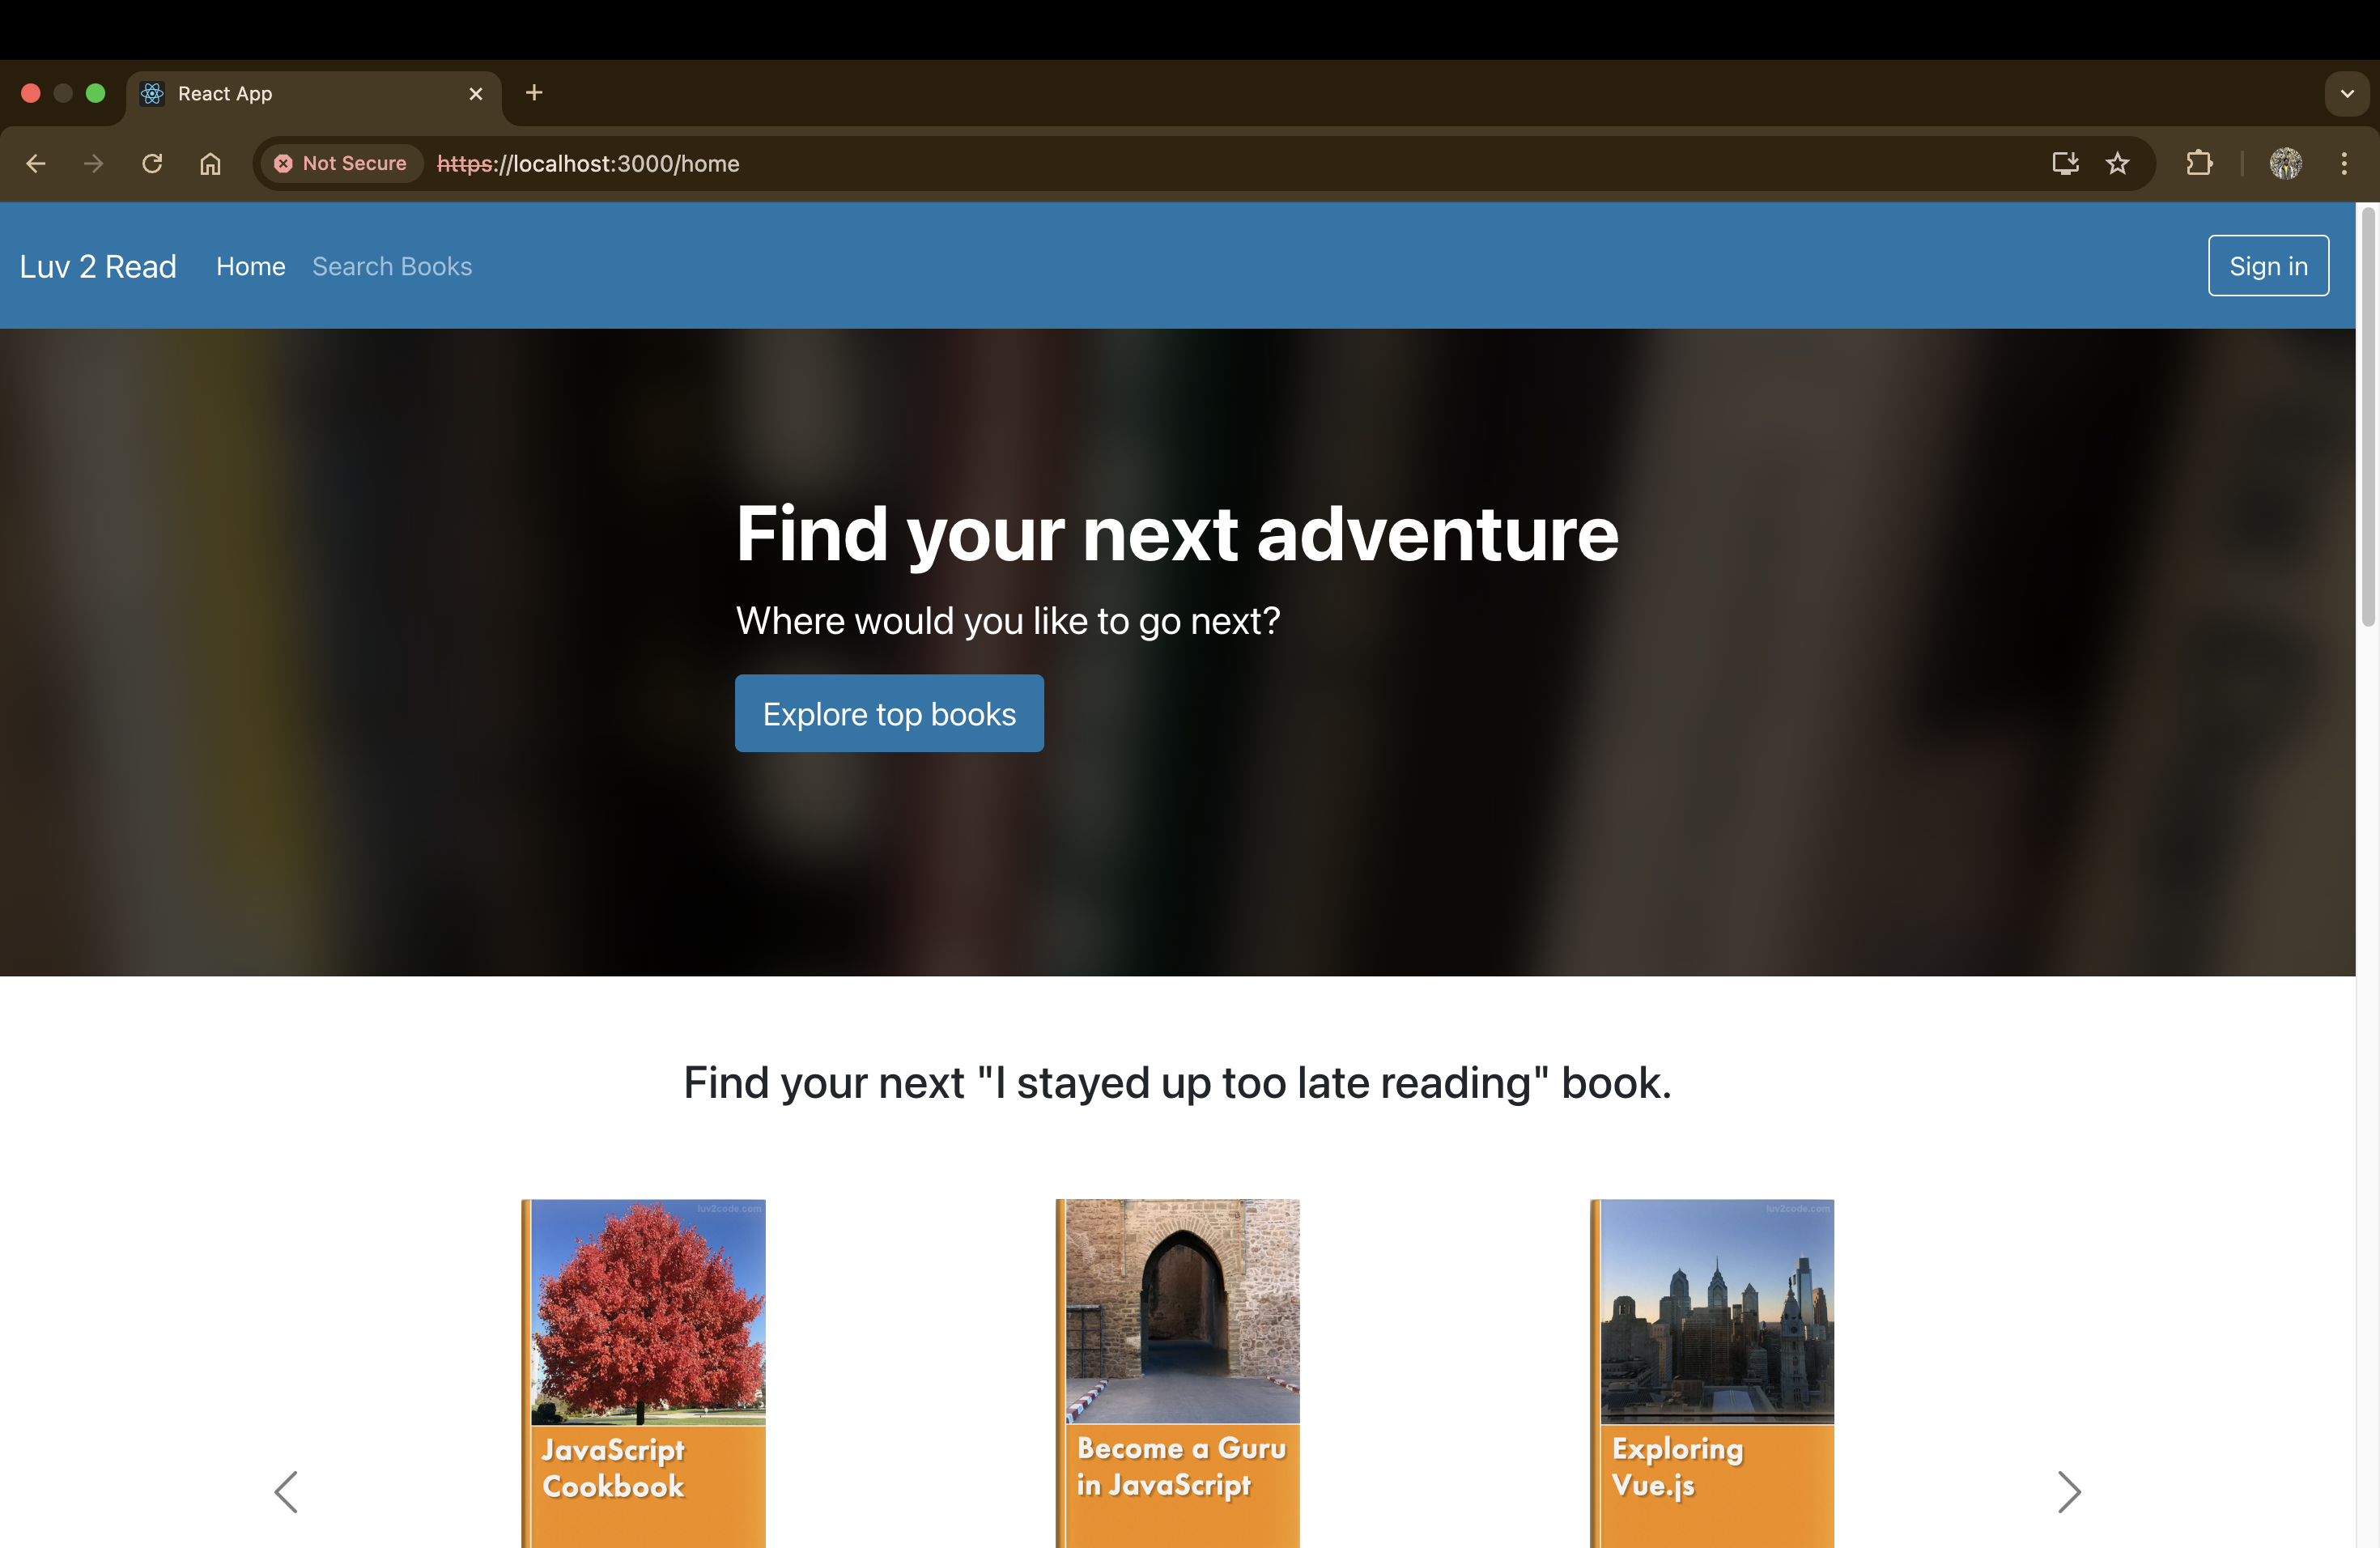 React App
Not Secure
https://localhost:3000/home
Luv 2 Read
Home
Search Books
Sign in
Find your next adventure
Where would you like to go next?
Explore top books
Find your next "I stayed up too late reading" book.
luv2code.com
luv2code.com
JavaScript
Cookbook
Become a Guru
in JavaScript
Exploring
Vue.js